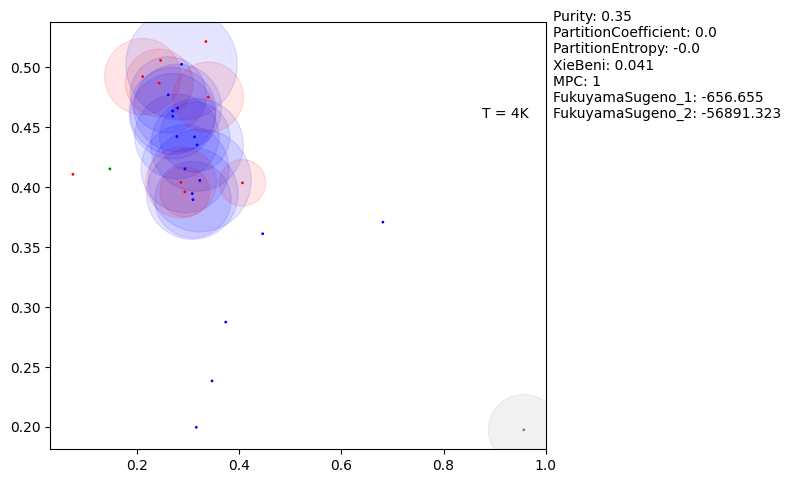 Purity: 0.35
PartitionCoefficient: 0.0
PartitionEntropy: -0.0
XieBeni: 0.041
MPC: 1
FukuyamaSugeno_1: -656.655
FukuyamaSugeno_2: -56891.323
T = 4K
0.50
0.45
0.40
0.35
0.30
0.25
0.20
0.2 0.4 0.6 0.8 1.0